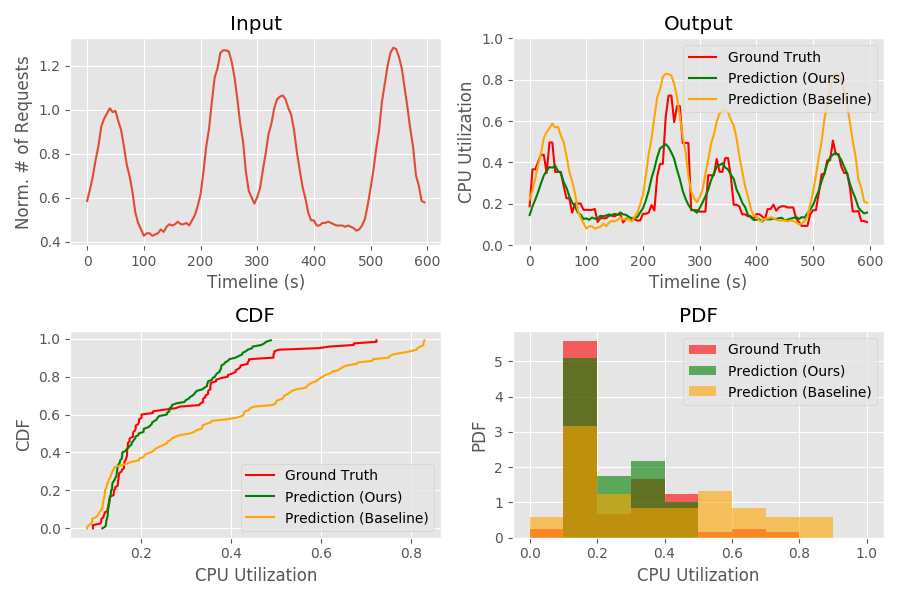 Input
Norm. # of Requests
1.2
1.0
0.8
0.6
0.4
0 100 200 300 400 500 600
Timeline (s)
Output
CPU Utilization
1.0
0.8
0.6
0.4
0.2
0.0
Ground Truth
Prediction (Ours)
Prediction (Baseline)
0 100 200 300 400 500 600
Timeline (s)
CDF
CDF
1.0
0.8
0.6
0.4
0.2
0.0
Ground Truth
Prediction (Ours)
Prediction (Baseline)
0.2 0.4 0.6 0.8
CPU Utilization
PDF
PDF
5
4
3
2
1
0
Ground Truth
Prediction (Ours)
Prediction (Baseline)
0.0 0.2 0.4 0.6 0.8 1.0
CPU Utilization